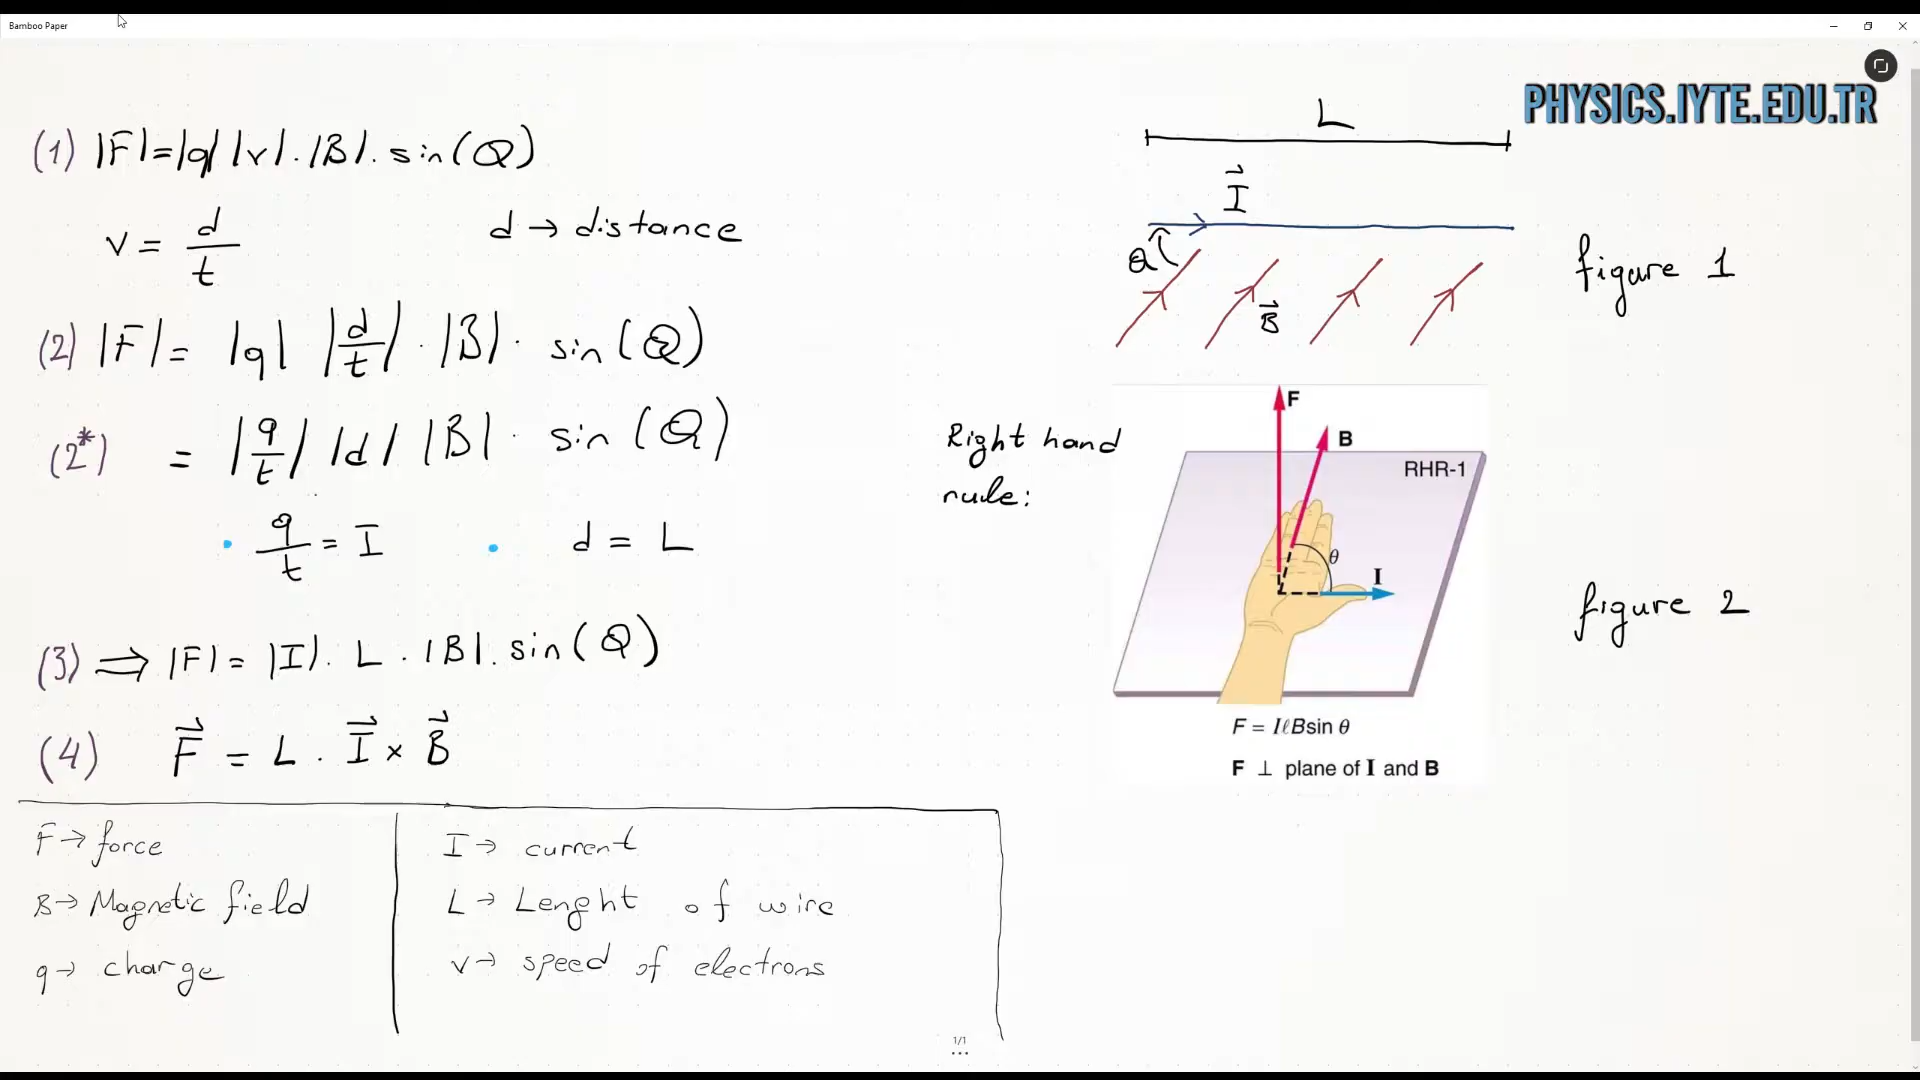 Bamboo Paper
PHYSICS.IYTE.EDU.TR
(1) |F|=|q||v|.|B|.sin(Q)
v = d/t d → distance
(2) |F| = |q| |d/t| . |B| . sin(Q)
(2*) = |q/t| |d| |B| . sin(Q)
. q/t = I . d = L
(3) ⟹ |F| = |I|. L . |B|. sin(Q)
(4) F⃗ = L . I⃗ × B⃗
F → force
B → Magnetic field
q → charge
I → current
L → Lenght of wire
v → speed of electrons
L
I⃗
Q
B⃗
figure 1
Right hand
rule:
F
B
RHR-1
θ
I
F = IℓBsin θ
F ⊥ plane of I and B
figure 2
1/1